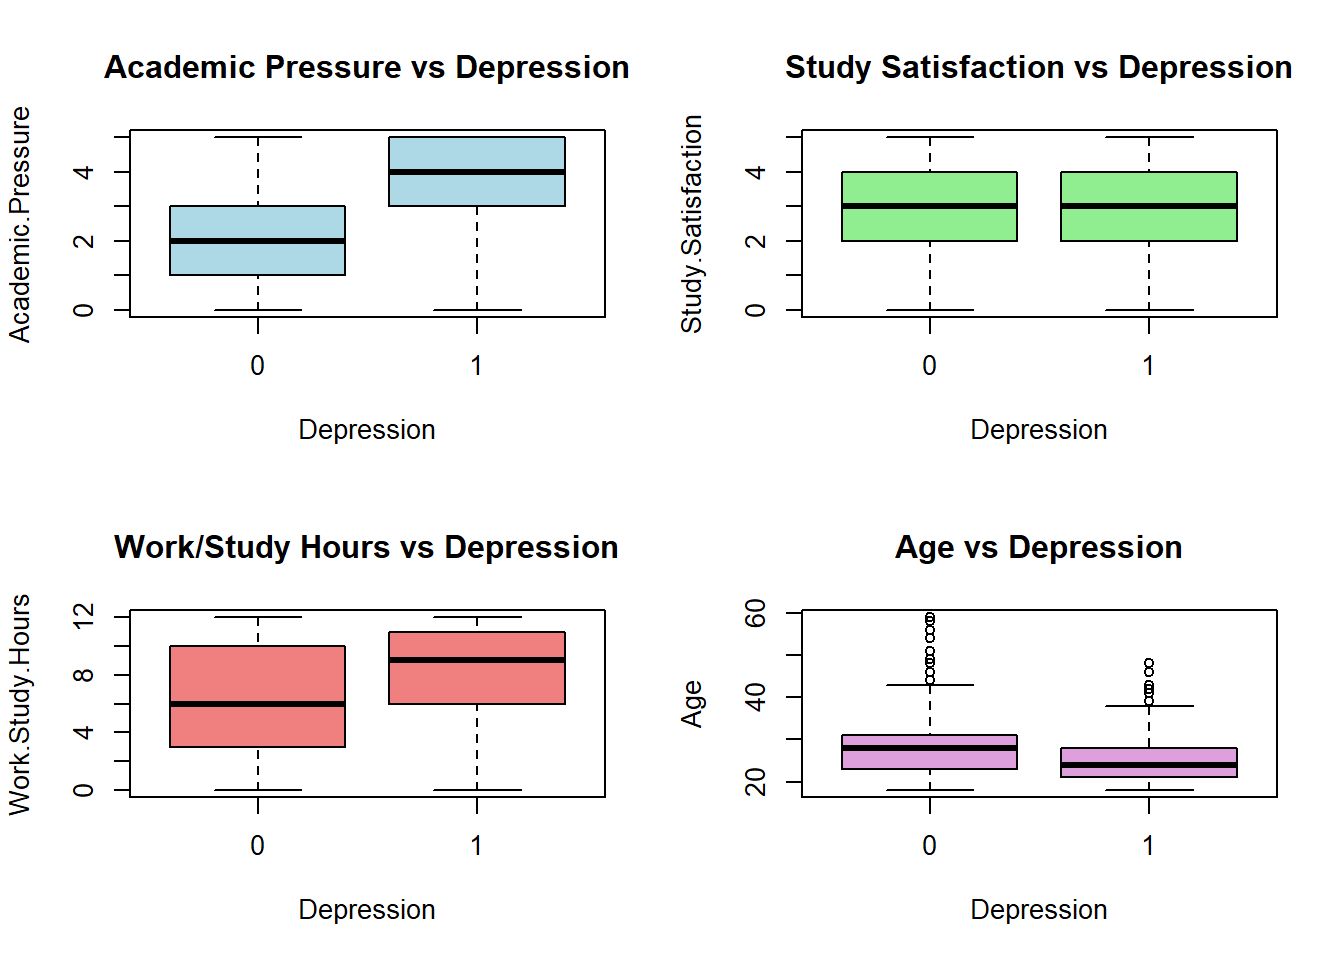 Academic Pressure vs Depression
Academic.Pressure
4
2
0
0 1
Depression
Study Satisfaction vs Depression
Study.Satisfaction
4
2
0
0 1
Depression
Work/Study Hours vs Depression
Work.Study.Hours
12
8
4
0
0 1
Depression
Age vs Depression
Age
60
40
20
0 1
Depression